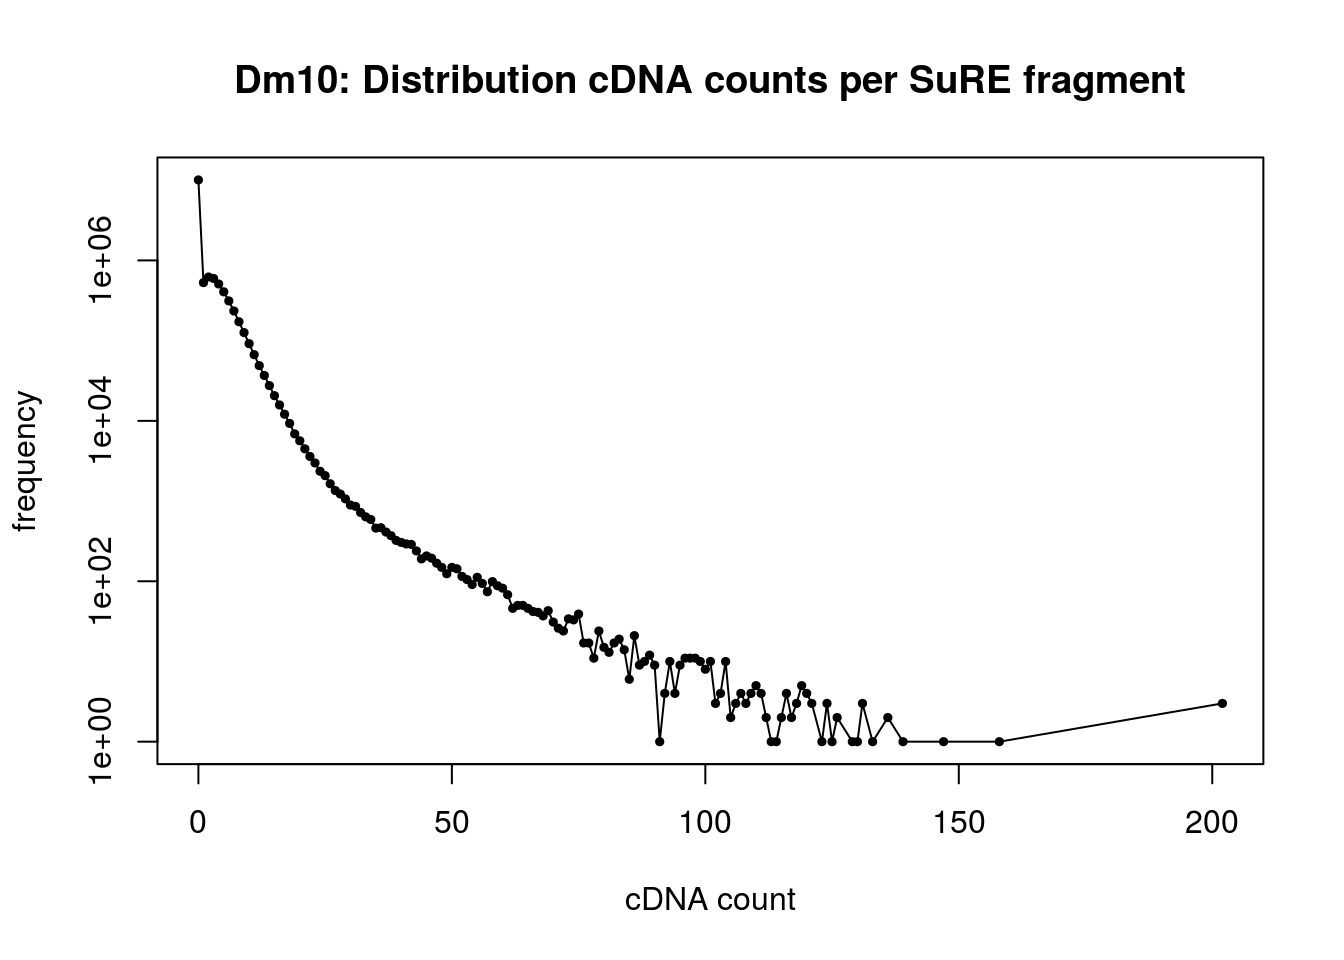 Dm10: Distribution cDNA counts per SuRE fragment
frequency
1e+06
1e+04
1e+02
1e+00
0 50 100 150 200
cDNA count